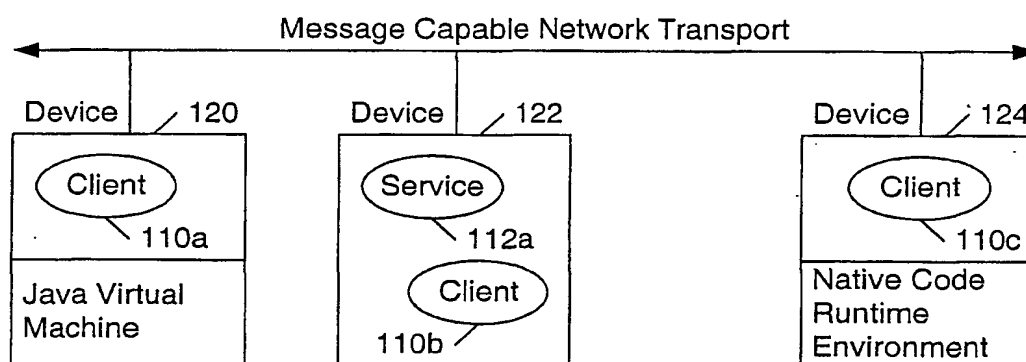 Message Capable Network Transport
Device 120
Device 122
Device 124
Client
Service
Client
110a
112a
110c
Client
Java Virtual
Machine
110b
Native Code
Runtime
Environment